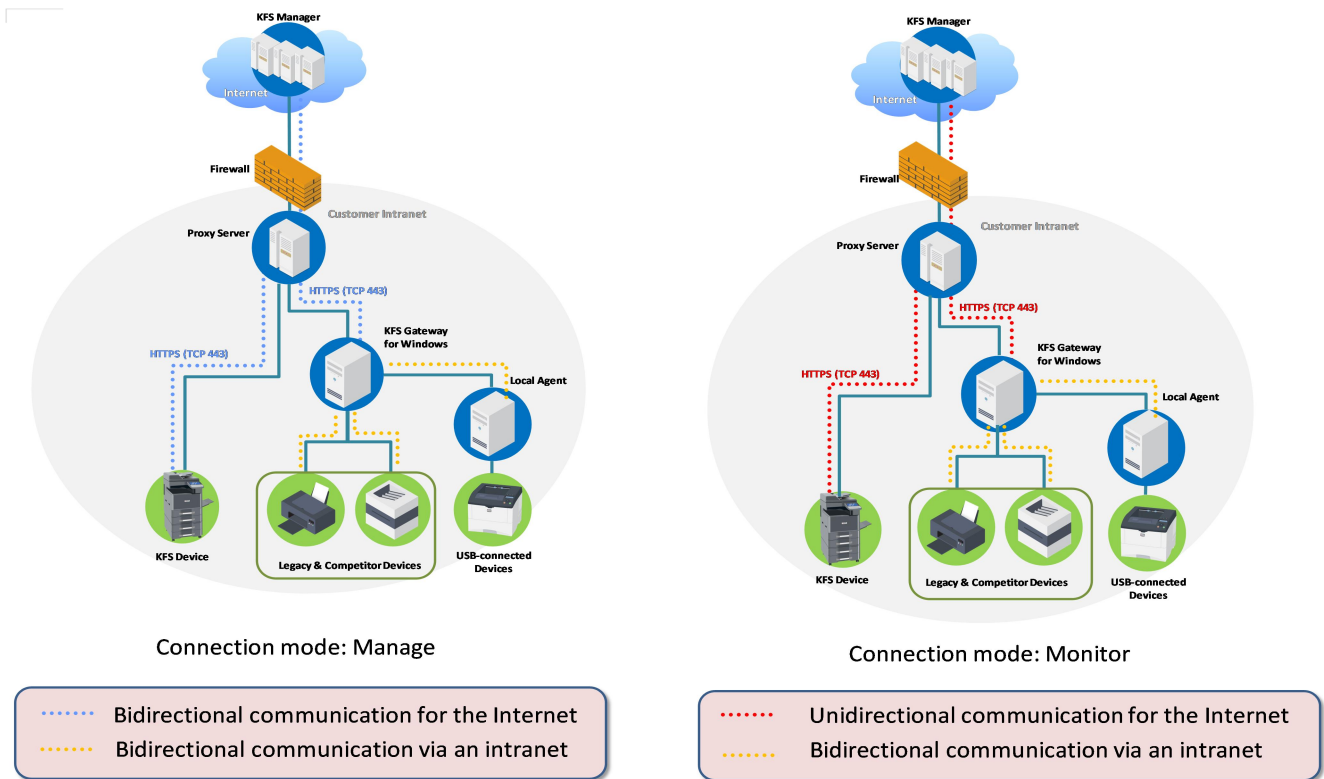 KFS Manager
Internet
Firewall
Customer Intranet
Proxy Server
HTTPS (TCP 443)
KFS Gateway
for Windows
HTTPS (TCP 443)
Local Agent
KFS Device
Legacy & Competitor Devices
USB-connected
Devices
Connection mode: Manage
Bidirectional communication for the Internet
Bidirectional communication via an intranet
KFS Manager
Internet
Firewall
Customer Intranet
Proxy Server
HTTPS (TCP 443)
KFS Gateway
for Windows
HTTPS (TCP 443)
Local Agent
KFS Device
Legacy & Competitor Devices
USB-connected
Devices
Connection mode: Monitor
Unidirectional communication for the Internet
Bidirectional communication via an intranet